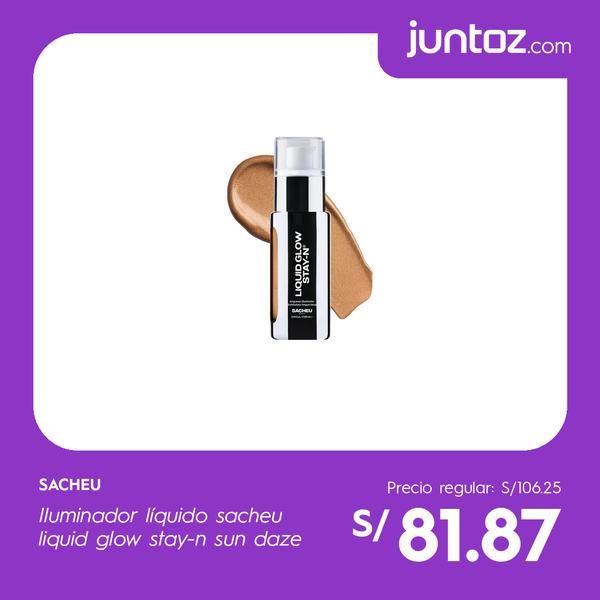 juntoz.com
LIQUID GLOW
STAY-N
SACHEU
SACHEU
Iluminador líquido sacheu
liquid glow stay-n sun daze
Precio regular: S/106.25
S/81.87